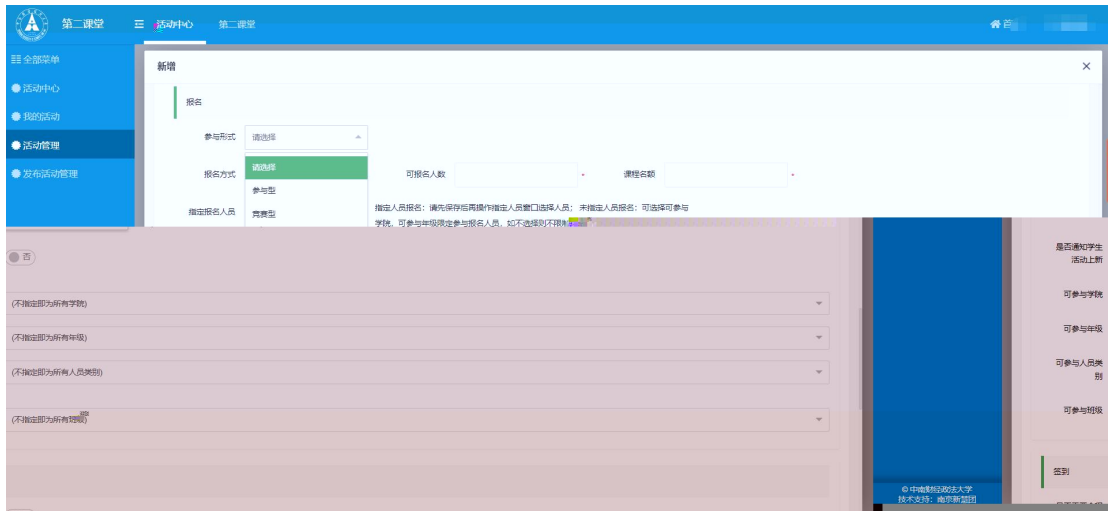 第二课堂
活动中心
第二课堂
首
全部菜单
活动中心
我的活动
活动管理
发布活动管理
新增
报名
参与形式
请选择
报名方式
请选择
参与型
竞赛型
可报名人数
*
课程名额
*
指定报名人员
指定人员报名：请先保存后再操作指定人员窗口选择人员； 未指定人员报名：可选择可参与
学院，可参与年级限定参与报名人员，如不选择则不限制
否
(不指定即为所有学院)
(不指定即为所有年级)
(不指定即为所有人员类别)
(不指定即为所有班级)
是否通知学生
活动上新
可参与学院
可参与年级
可参与人员类
别
可参与班级
签到
©中南财经政法大学
技术支持：南京新蓝团